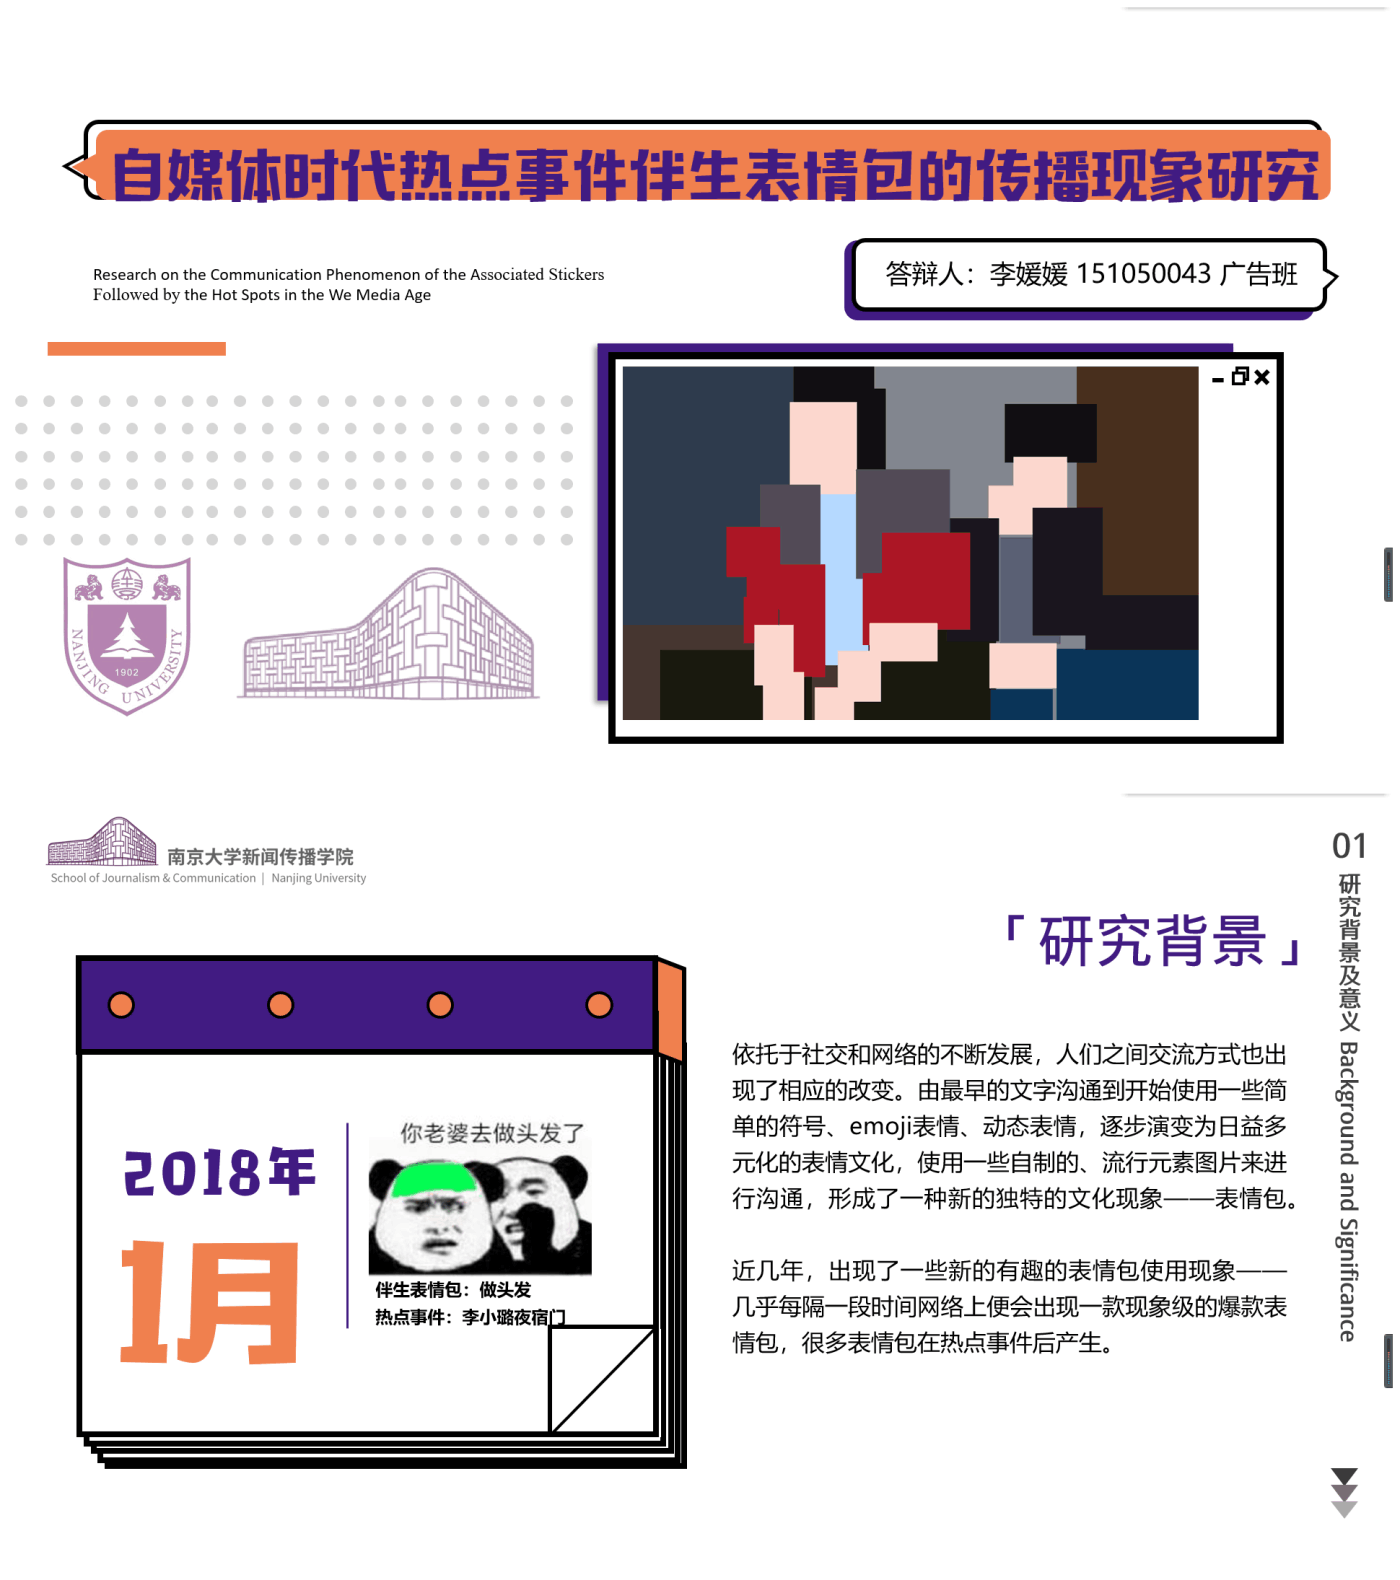 自媒体时代热点事件伴生表情包的传播现象研究
Research on the Communication Phenomenon of the Associated Stickers
Followed by the Hot Spots in the We Media Age
答辩人：李媛媛 151050043 广告班
NANJING UNIVERSITY
1902
南京大学新闻传播学院
School of Journalism & Communication | Nanjing University
01
研究背景及意义 Background and Significance
「研究背景」
2018年
1月
你老婆去做头发了
伴生表情包：做头发
热点事件：李小璐夜宿门
依托于社交和网络的不断发展，人们之间交流方式也出
现了相应的改变。由最早的文字沟通到开始使用一些简
单的符号、emoji表情、动态表情，逐步演变为日益多
元化的表情文化，使用一些自制的、流行元素图片来进
行沟通，形成了一种新的独特的文化现象——表情包。
近几年，出现了一些新的有趣的表情包使用现象——
几乎每隔一段时间网络上便会出现一款现象级的爆款表
情包，很多表情包在热点事件后产生。